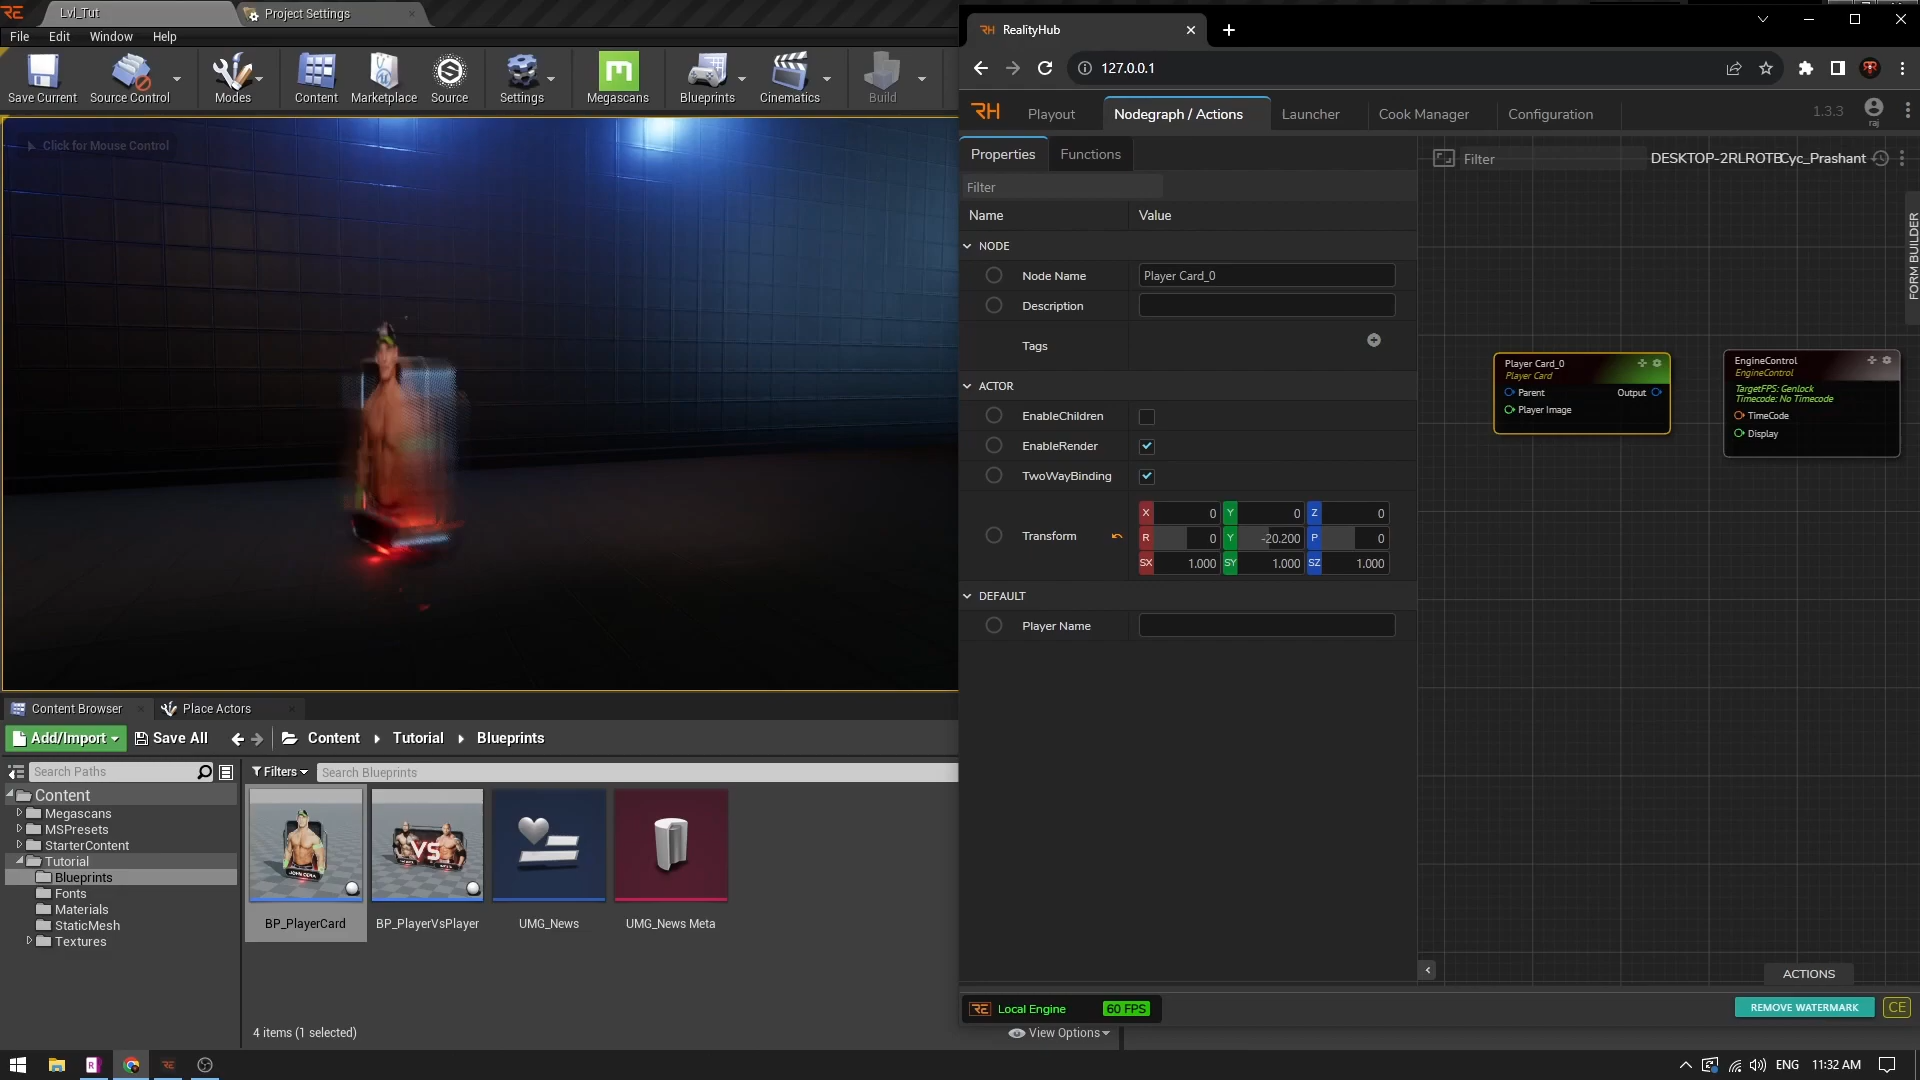 Lvl_Tut
Project Settings
File Edit Window Help
Save Current
Source Control
Modes
Content
Marketplace
Source
Settings
Megascans
Blueprints
Cinematics
Build
Click for Mouse Control
RealityHub
127.0.0.1
RH
Playout
Nodegraph / Actions
Launcher
Cook Manager
Configuration
1.3.3
raj
Properties
Functions
Filter
Name
Value
NODE
Node Name
Player Card_0
Description
Tags
ACTOR
EnableChildren
EnableRender
TwoWayBinding
Transform
X 0 Y 0 Z 0
R 0 Y -20.200 P 0
SX 1.000 SY 1.000 SZ 1.000
DEFAULT
Player Name
Filter
DESKTOP-2RLROTECyc_Prashant
FORM BUILDER
Player Card_0
Player Card
Parent
Output
Player Image
EngineControl
EngineControl
TargetFPS: Genlock
Timecode: No Timecode
TimeCode
Display
ACTIONS
RE Local Engine 60 FPS
REMOVE WATERMARK
CE
Content Browser
Place Actors
Add/Import
Save All
Content
Tutorial
Blueprints
Search Paths
Filters
Search Blueprints
Content
Megascans
MSPresets
StarterContent
Tutorial
Blueprints
Fonts
Materials
StaticMesh
Textures
JOHN CENA
VS
BP_PlayerCard
BP_PlayerVsPlayer
UMG_News
UMG_News Meta
4 items (1 selected)
View Options
ENG
11:32 AM